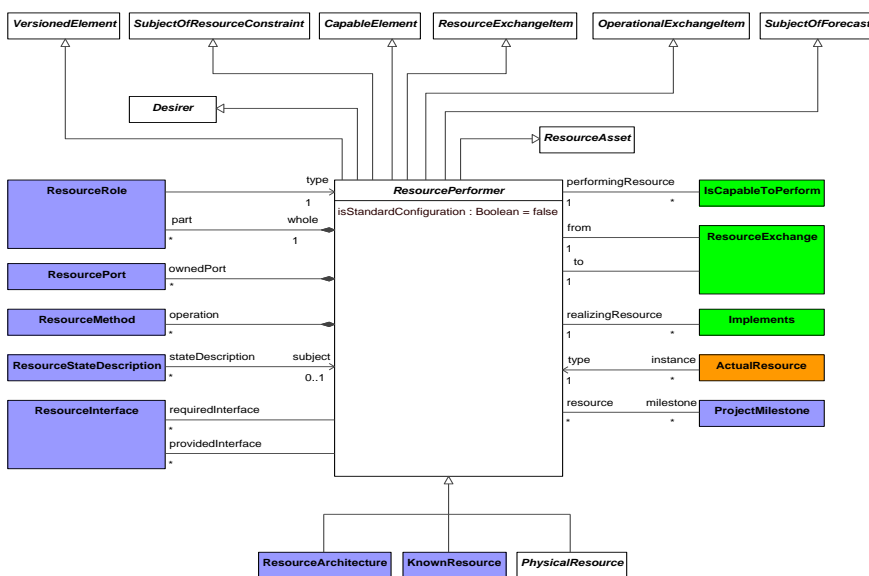 VersionedElement
SubjectOfResourceConstraint
CapableElement
ResourceExchangeItem
OperationalExchangeItem
SubjectOfForecast
Desirer
ResourceAsset
ResourceRole
type
1
part
whole
*
1
ResourcePort
ownedPort
*
ResourceMethod
operation
*
ResourceStateDescription
stateDescription
subject
*
0..1
ResourceInterface
requiredInterface
*
providedInterface
*
ResourcePerformer
isStandardConfiguration : Boolean = false
performingResource
1
*
IsCapableToPerform
from
1
to
1
ResourceExchange
realizingResource
1
*
Implements
type
instance
1
*
ActualResource
resource
milestone
*
*
ProjectMilestone
ResourceArchitecture
KnownResource
PhysicalResource